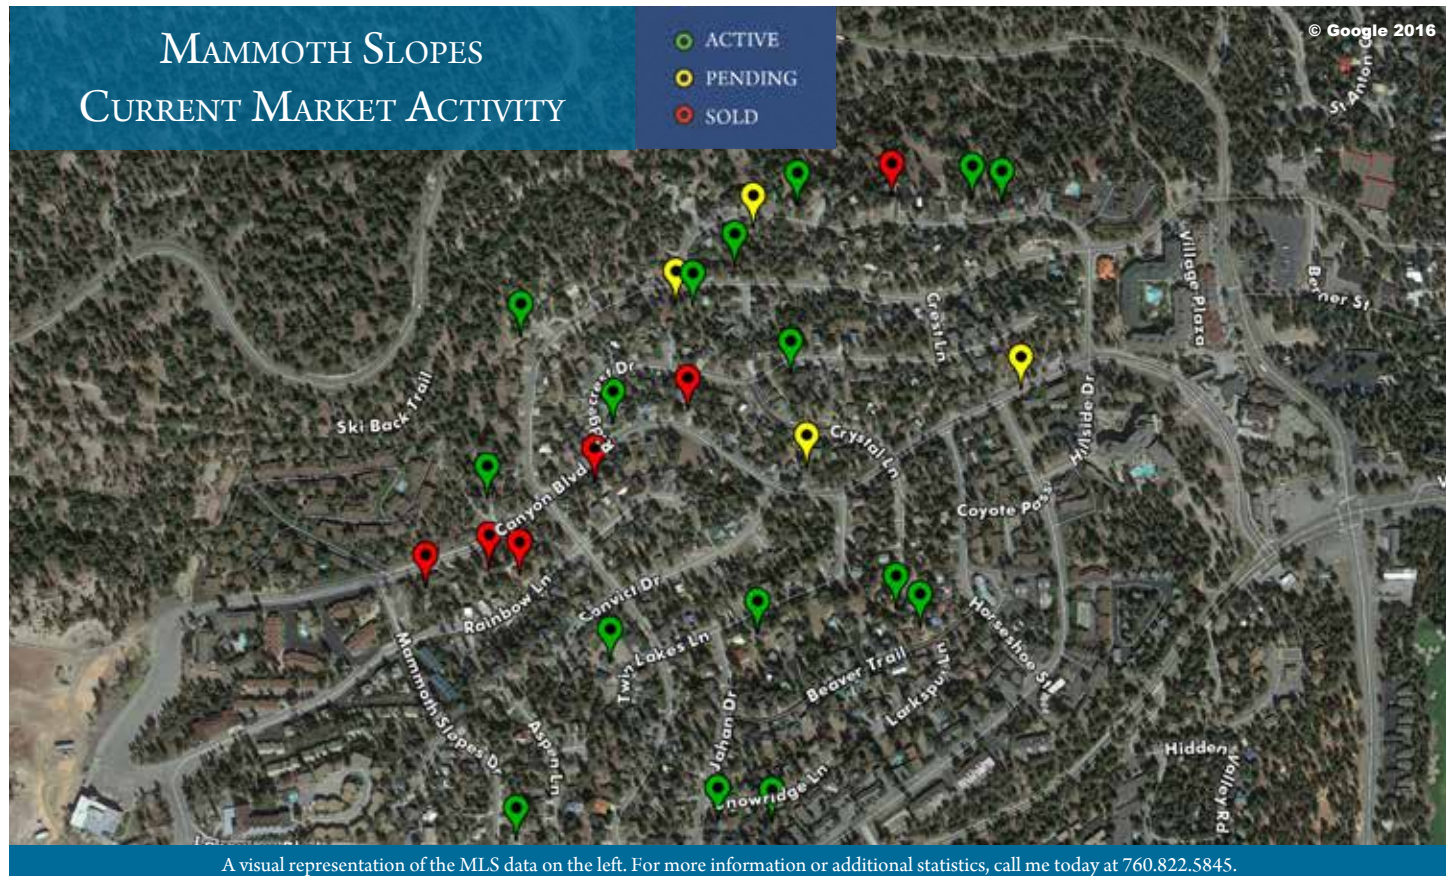 MAMMOTH SLOPES
CURRENT MARKET ACTIVITY
ACTIVE
PENDING
SOLD
© Google 2016
St Anton C
Village Plaza
Berner St
Crest Ln
Ridgecrest Dr
Ski Back Trail
Hillside Dr
Crystal Ln
Canyon Blvd
Coyote Pass
Rainbow Ln
Convict Dr
Horseshoe St
Twin Lakes Ln
Beaver Trail
Larkspur Ln
Mammoth Slopes Dr
Jahan Dr
Aspen Ln
Hidden Valley Rd
Snowridge Ln
A visual representation of the MLS data on the left. For more information or additional statistics, call me today at 760.822.5845.